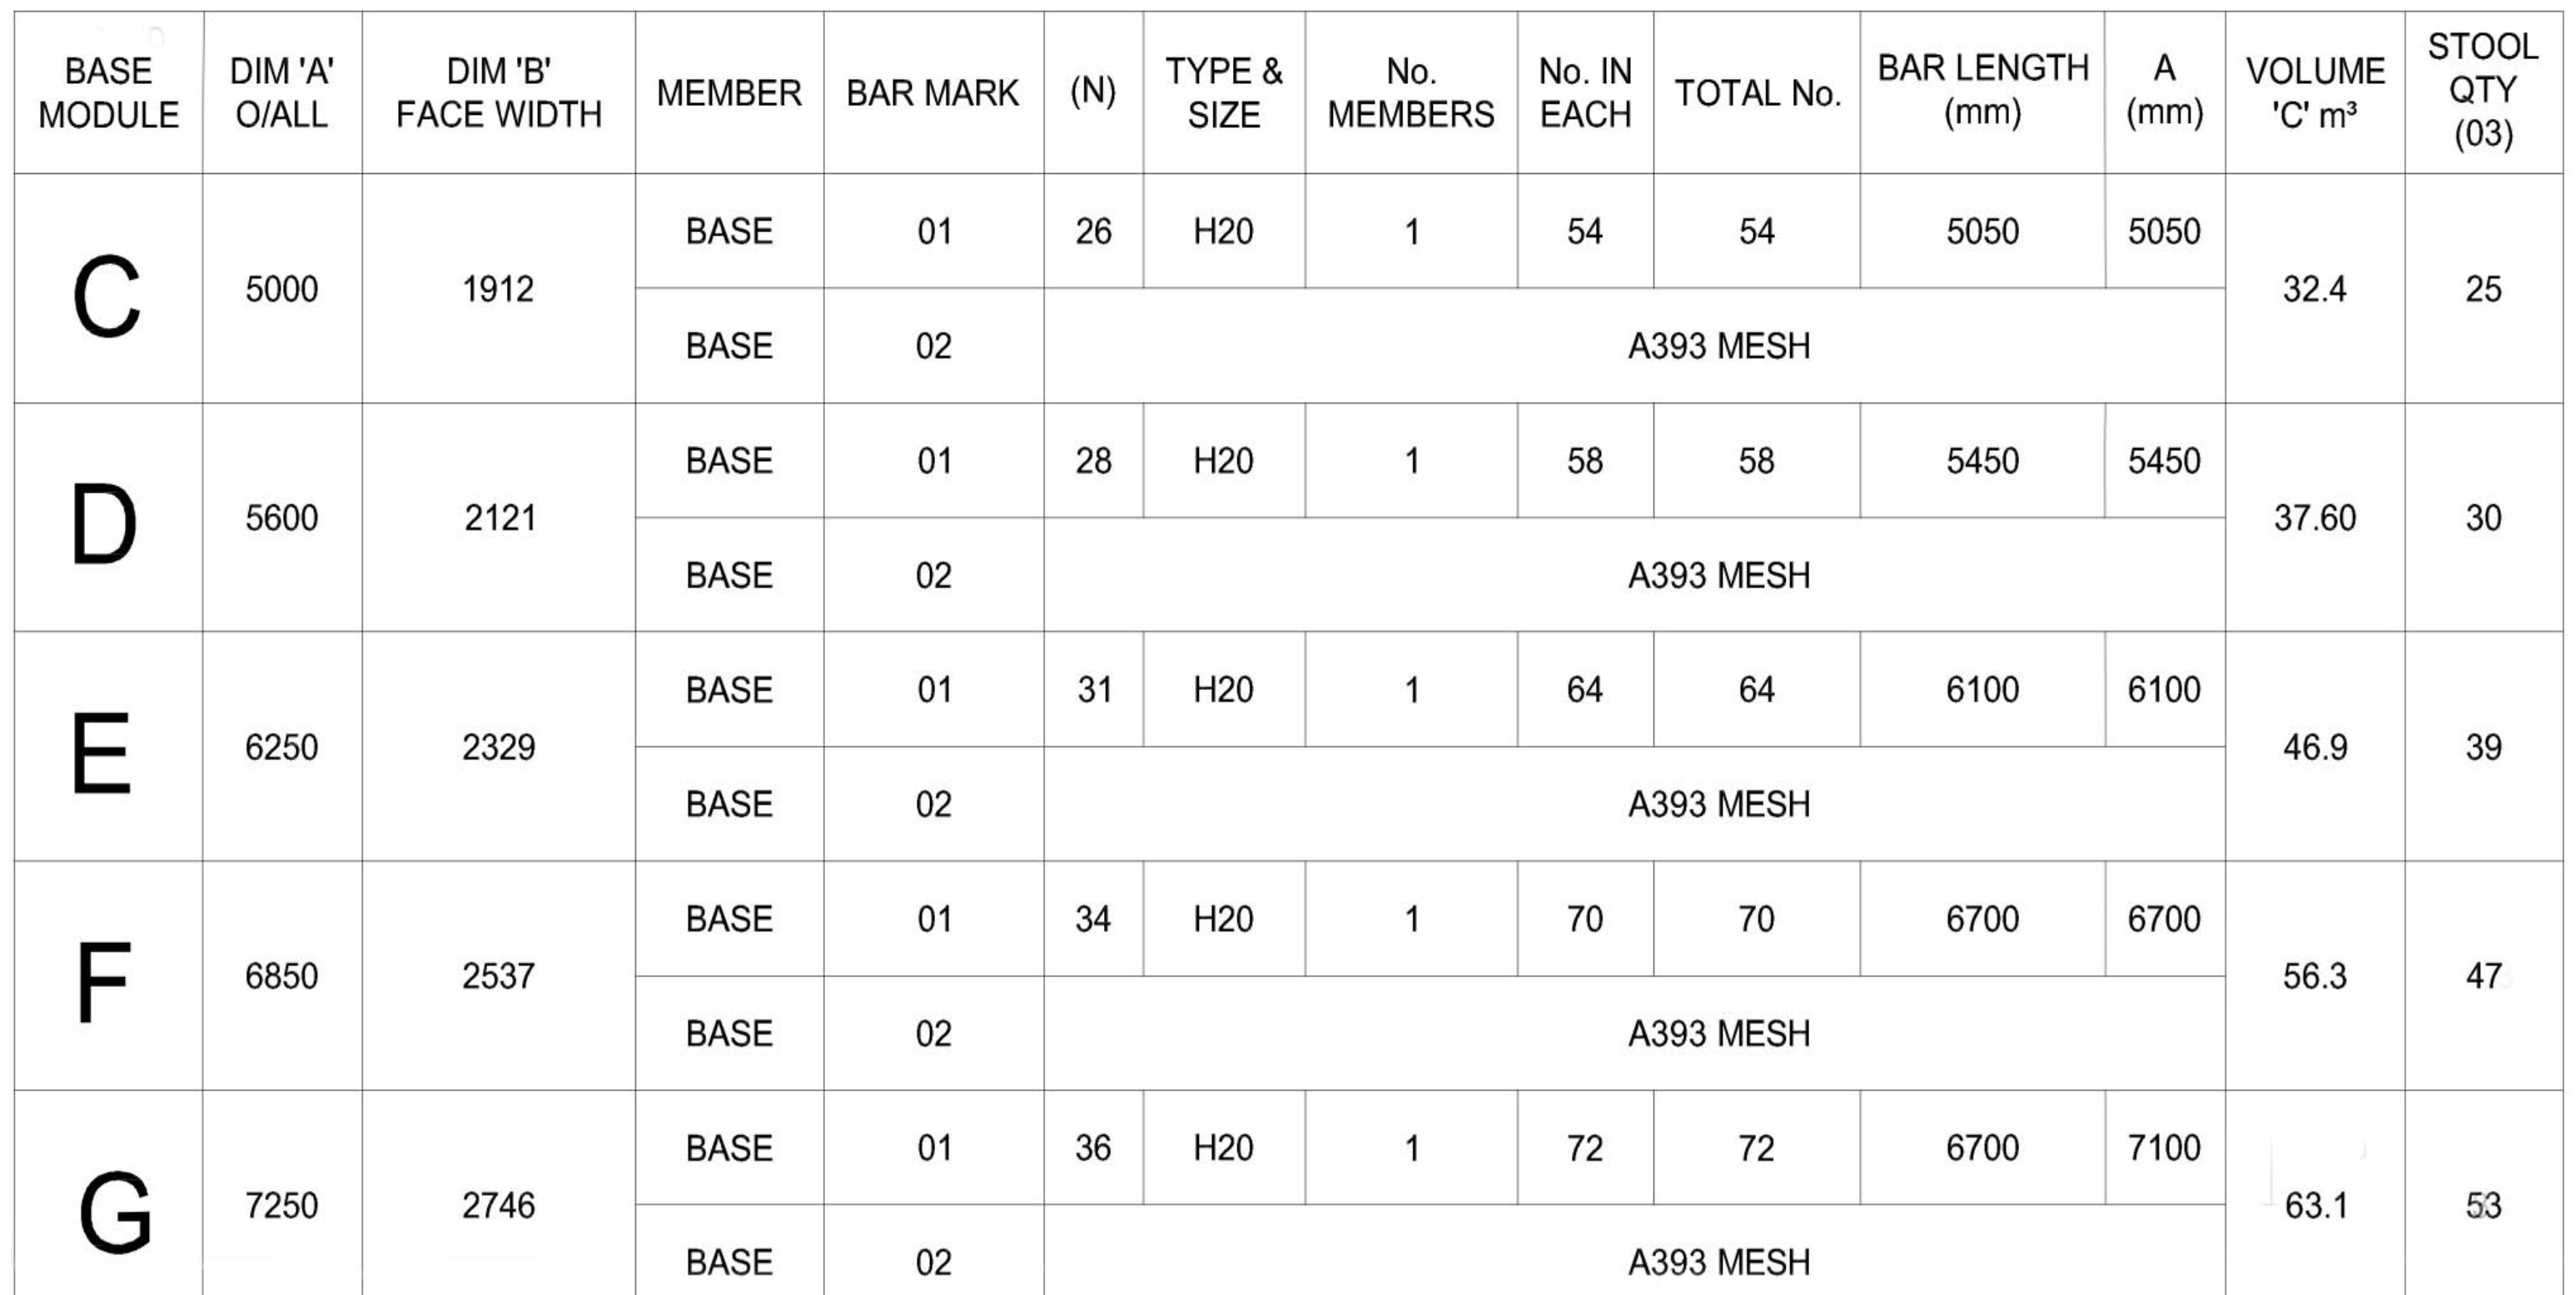 BASE MODULE DIM 'A' O/ALL DIM 'B' FACE WIDTH MEMBER BAR MARK (N) TYPE & SIZE No. MEMBERS No. IN EACH TOTAL No. BAR LENGTH (mm) A (mm) VOLUME 'C' m³ STOOL QTY (03)
C 5000 1912 BASE 01 26 H20 1 54 54 5050 5050 32.4 25
BASE 02 A393 MESH
D 5600 2121 BASE 01 28 H20 1 58 58 5450 5450 37.60 30
BASE 02 A393 MESH
E 6250 2329 BASE 01 31 H20 1 64 64 6100 6100 46.9 39
BASE 02 A393 MESH
F 6850 2537 BASE 01 34 H20 1 70 70 6700 6700 56.3 47
BASE 02 A393 MESH
G 7250 2746 BASE 01 36 H20 1 72 72 6700 7100 63.1 53
BASE 02 A393 MESH